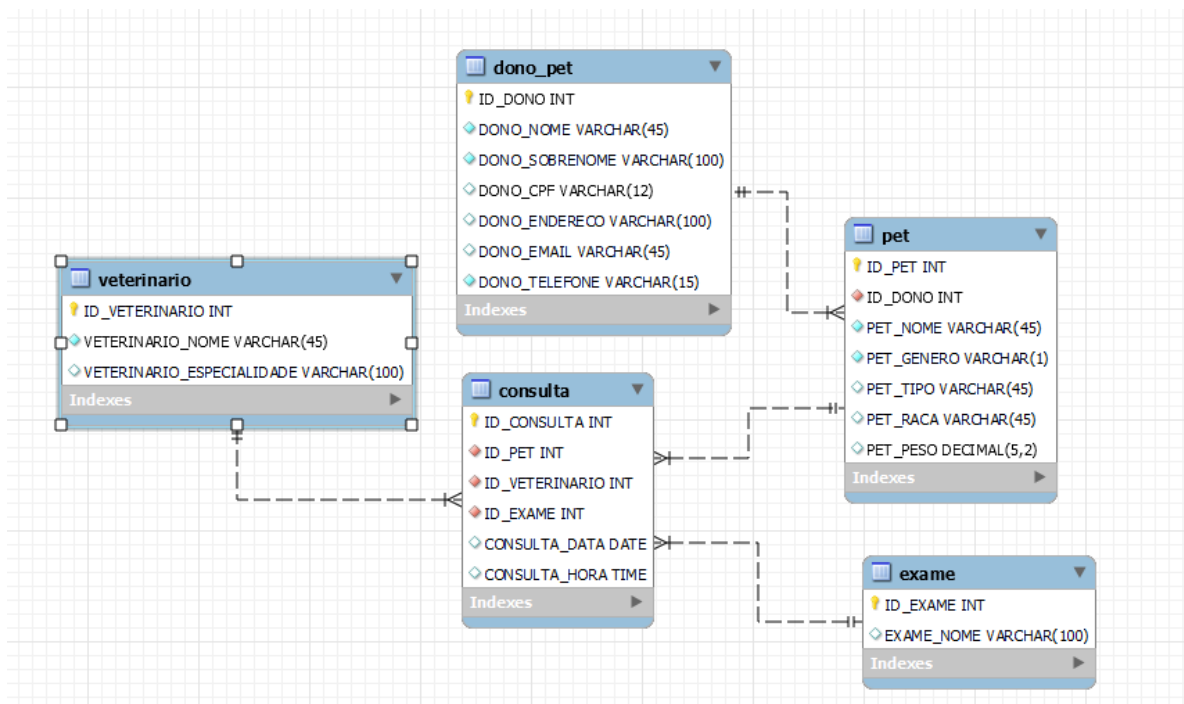 dono_pet
ID_DONO INT
DONO_NOME VARCHAR(45)
DONO_SOBRENOME VARCHAR(100)
DONO_CPF VARCHAR(12)
DONO_ENDERECO VARCHAR(100)
DONO_EMAIL VARCHAR(45)
DONO_TELEFONE VARCHAR(15)
Indexes
pet
ID_PET INT
ID_DONO INT
PET_NOME VARCHAR(45)
PET_GENERO VARCHAR(1)
PET_TIPO VARCHAR(45)
PET_RACA VARCHAR(45)
PET_PESO DECIMAL(5,2)
Indexes
veterinario
ID_VETERINARIO INT
VETERINARIO_NOME VARCHAR(45)
VETERINARIO_ESPECIALIDADE VARCHAR(100)
Indexes
consulta
ID_CONSULTA INT
ID_PET INT
ID_VETERINARIO INT
ID_EXAME INT
CONSULTA_DATA DATE
CONSULTA_HORA TIME
Indexes
exame
ID_EXAME INT
EXAME_NOME VARCHAR(100)
Indexes